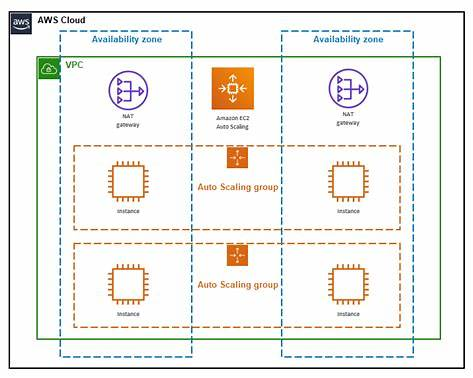 aws
AWS Cloud
Availability zone
Availability zone
VPC
NAT
gateway
Amazon EC2
Auto Scaling
NAT
gateway
Auto Scaling group
Instance
Instance
Auto Scaling group
Instance
Instance